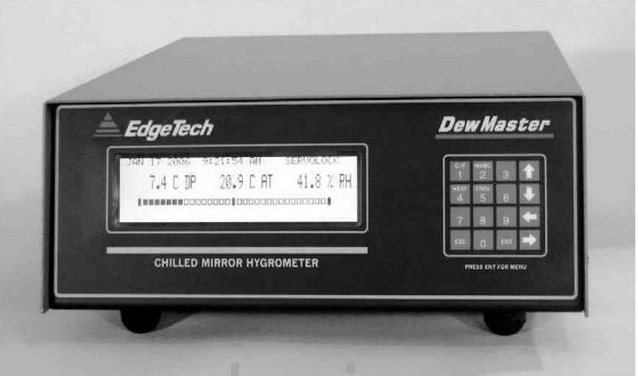 EdgeTech
DewMaster
JAN 17 2006 9:21:54 AM SERVOLOCK
7.4 C DP 20.9 C AT 41.8 % RH
1 2 3
4 5 6
7 8 9
ESC 0 ENT
CHILLED MIRROR HYGROMETER
PRESS ENT FOR MENU